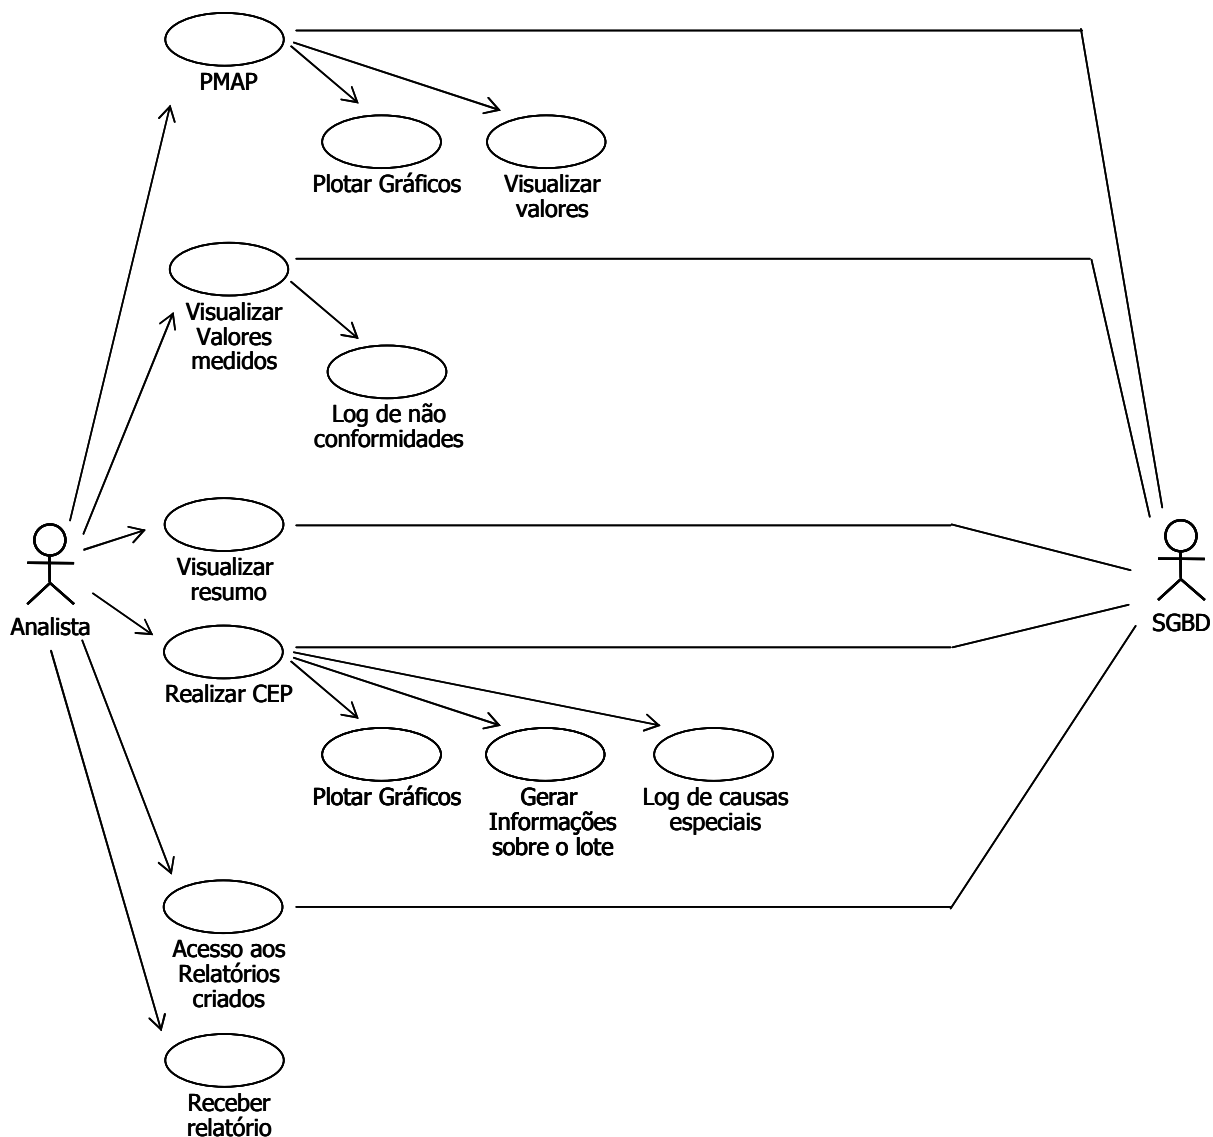 PMAP
Plotar Gráficos
Visualizar
valores
Visualizar
Valores
medidos
Log de não
conformidades
Visualizar
resumo
Analista
SGBD
Realizar CEP
Plotar Gráficos
Gerar
Informações
sobre o lote
Log de causas
especiais
Acesso aos
Relatórios
criados
Receber
relatório